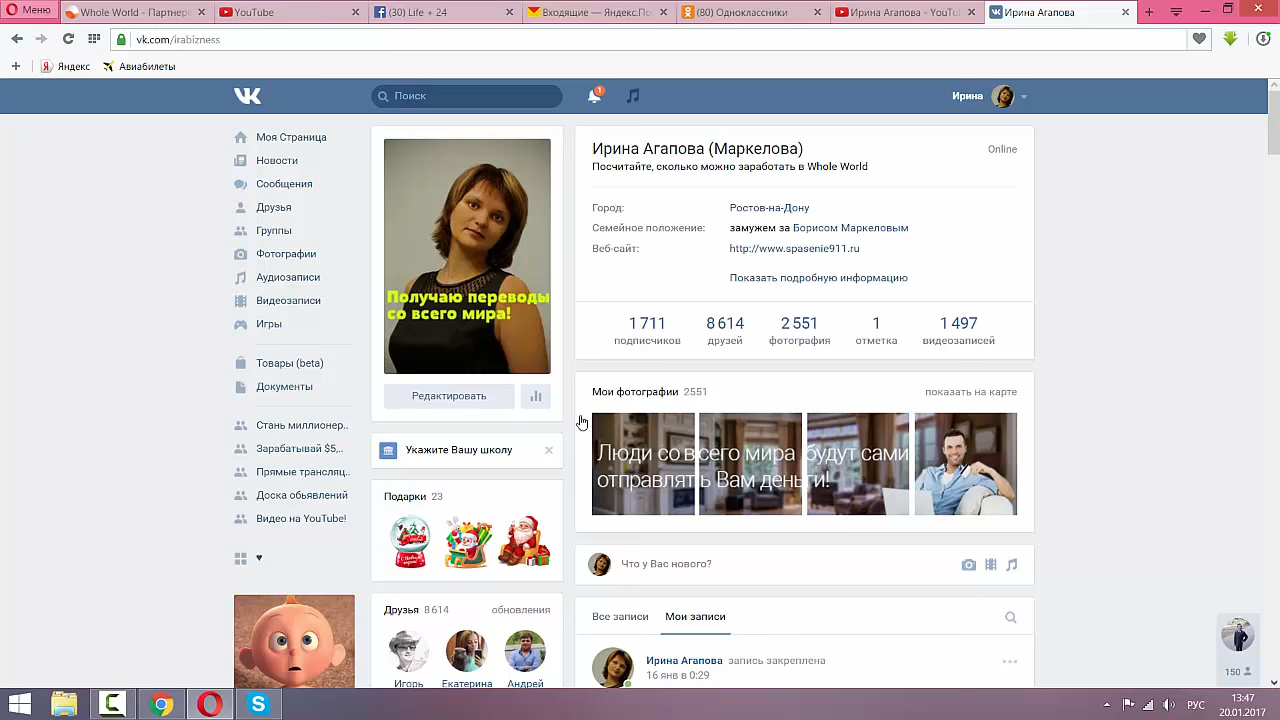 Меню
Whole World - Партнерс
YouTube
(30) Life + 24
Входящие — Яндекс.По
(80) Одноклассники
Ирина Агапова - YouTu
Ирина Агапова
vk.com/irabizness
Яндекс
Авиабилеты
Поиск
1
Ирина
Моя Страница
Новости
Сообщения
Друзья
Группы
Фотографии
Аудиозаписи
Видеозаписи
Игры
Товары (beta)
Документы
Стань миллионер..
Зарабатывай $5,..
Прямые трансляц..
Доска обьявлений
Видео на YouTube!
Получаю переводы
со всего мира!
Редактировать
Укажите Вашу школу
Подарки 23
Друзья 8 614 обновления
Игорь Екатерина Андрей
Ирина Агапова (Маркелова) Online
Посчитайте, сколько можно заработать в Whole World
Город: Ростов-на-Дону
Семейное положение: замужем за Борисом Маркеловым
Веб-сайт: http://www.spasenie911.ru
Показать подробную информацию
1 711 8 614 2 551 1 1 497
подписчиков друзей фотография отметка видеозаписей
Мои фотографии 2551 показать на карте
Люди со всего мира будут сами
отправлять Вам деньги!
Что у Вас нового?
Все записи Мои записи
Ирина Агапова запись закреплена
16 янв в 0:29
150
РУС
13:47
20.01.2017